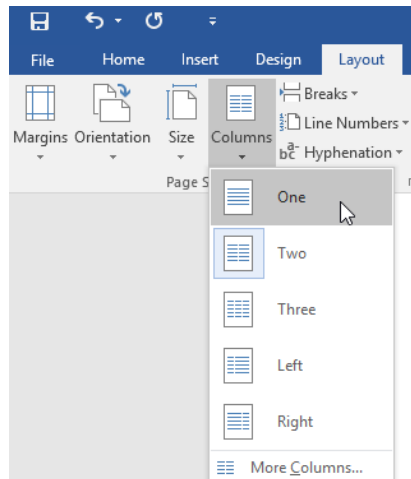 File Home Insert Design Layout
Breaks
Line Numbers
Margins Orientation Size Columns
Hyphenation
Page S
One
Two
Three
Left
Right
More Columns...